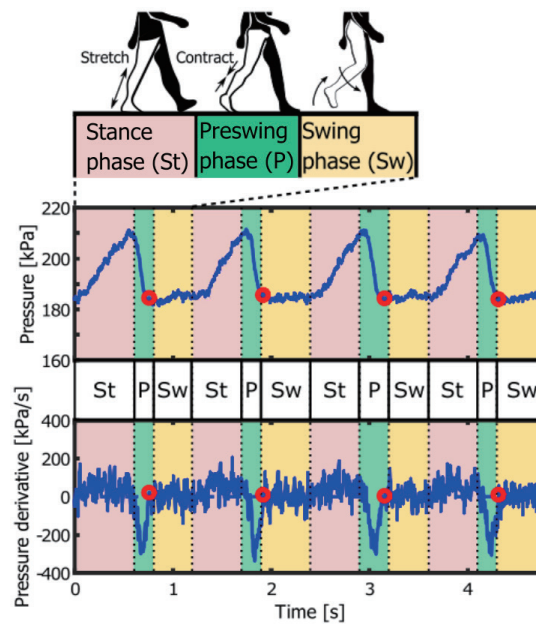 Stretch
Contract
Stance
phase (St)
Preswing
phase (P)
Swing
phase (Sw)
Pressure [kPa]
220
200
180
160
St P Sw St P Sw St P Sw St P Sw
Pressure derivative [kPa/s]
400
200
0
-200
-400
0 1 2 3 4
Time [s]